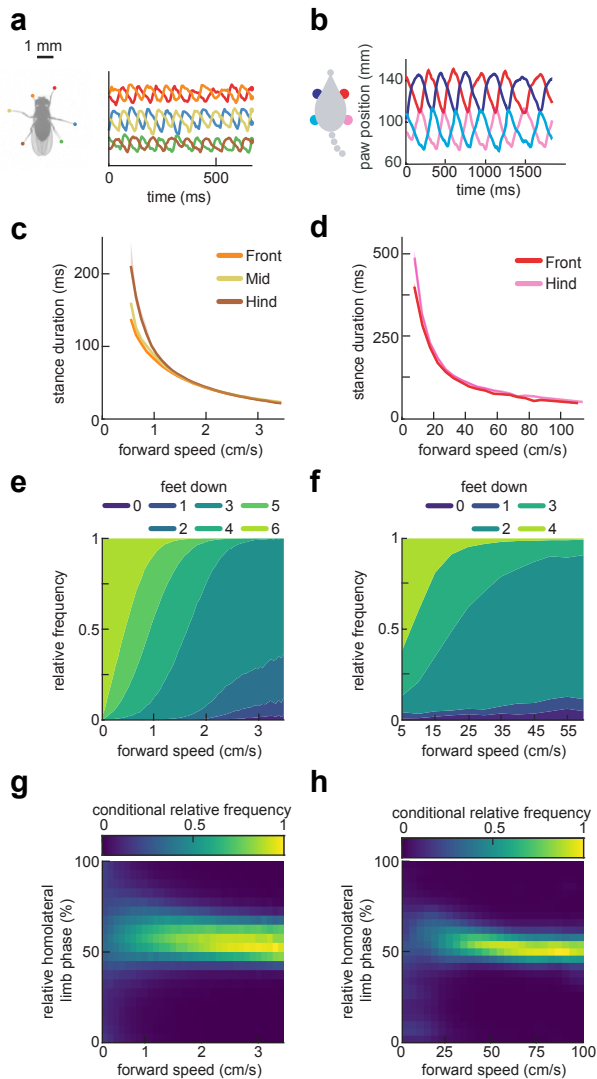 a
1 mm
0
500
time (ms)
b
paw position (mm)
140
100
60
0
500
1000
1500
time (ms)
c
stance duration (ms)
200
100
0
0
1
2
3
forward speed (cm/s)
Front
Mid
Hind
d
stance duration (ms)
500
250
0
0
20
40
60
80
100
forward speed (cm/s)
Front
Hind
e
feet down
0 1 3 5
2 4 6
relative frequency
1
0.5
0
0
1
2
3
forward speed (cm/s)
f
feet down
0 1 3
2 4
relative frequency
1
0.5
0
5
15
25
35
45
55
forward speed (cm/s)
g
conditional relative frequency
0 0.5 1
relative homolateral
limb phase (%)
100
50
0
0
1
2
3
forward speed (cm/s)
h
conditional relative frequency
0 0.5 1
relative homolateral
limb phase (%)
100
50
0
0
25
50
75
100
forward speed (cm/s)